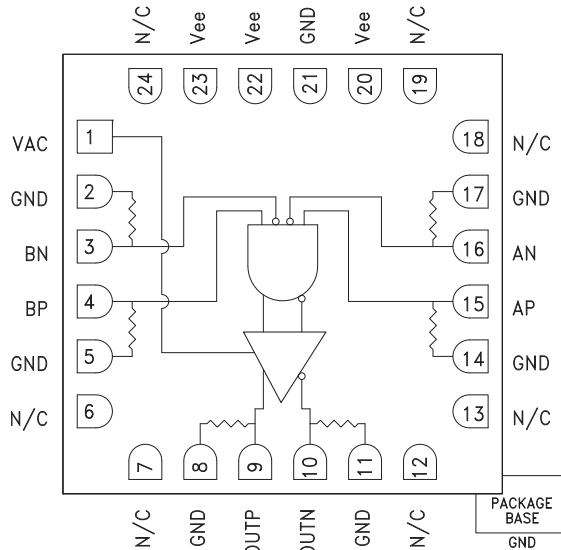 N/C Vee Vee GND Vee N/C
24 23 22 21 20 19
VAC 1 18 N/C
GND 2 17 GND
BN 3 16 AN
BP 4 15 AP
GND 5 14 GND
N/C 6 13 N/C
7 8 9 10 11 12
N/C GND OUTP OUTN GND N/C
PACKAGE
BASE
GND